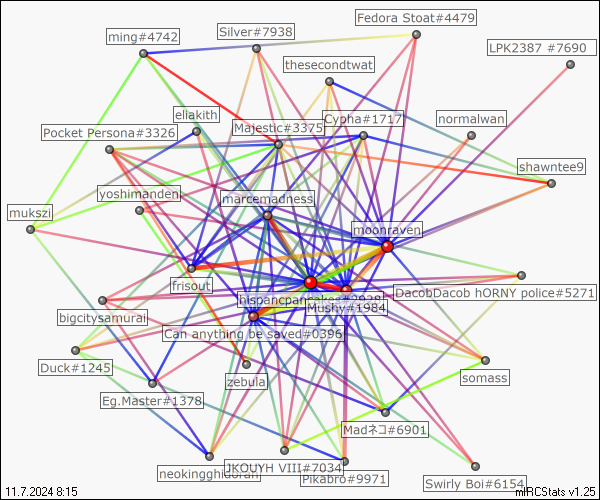 Fedora Stoat#4479
Silver#7938
ming#4742
LPK2387 #7690
thesecondtwat
eliakith
Cypha#1717
normalwan
Majestic#3375
Pocket Persona#3326
shawntee9
yoshimanden
marcemadness
mukszi
moonraven
frisout
DacobDacob hORNY police#5271
hispancpancakes#3938
Mushy#1984
bigcitysamurai
Can anything be saved#0396
Duck#1245
zebula
somass
Eg.Master#1378
Madネコ#6901
JKOUYH VIII#7034
neokingghidorah
Pikabro#9971
Swirly Boi#6154
11.7.2024 8:15
mIRCStats v1.25